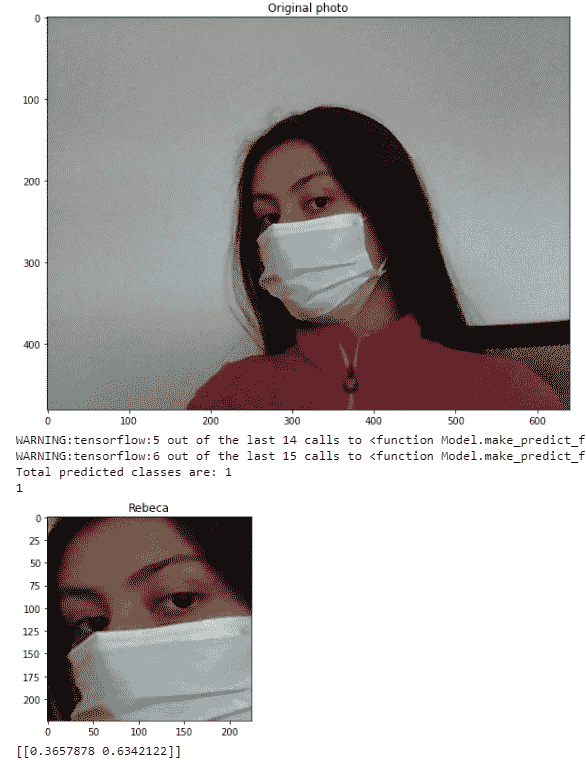 Original photo
0
100
200
300
400
0 100 200 300 400 500 600
WARNING:tensorflow:5 out of the last 14 calls to <function Model.make_predict_f
WARNING:tensorflow:6 out of the last 15 calls to <function Model.make_predict_f
Total predicted classes are: 1
1
Rebeca
0
25
50
75
100
125
150
175
200
0 50 100 150 200
[[0.3657878 0.6342122]]